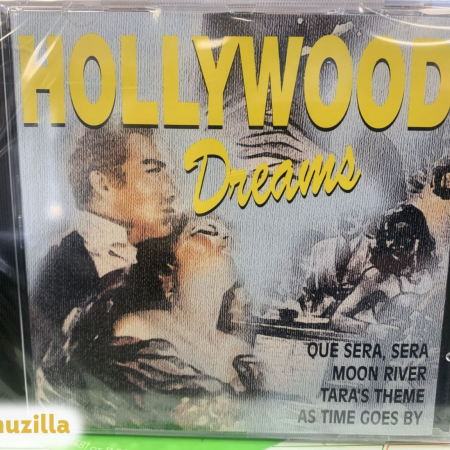 HOLLYWOOD
Dreams
QUE SERA, SERA
MOON RIVER
TARA'S THEME
AS TIME GOES BY